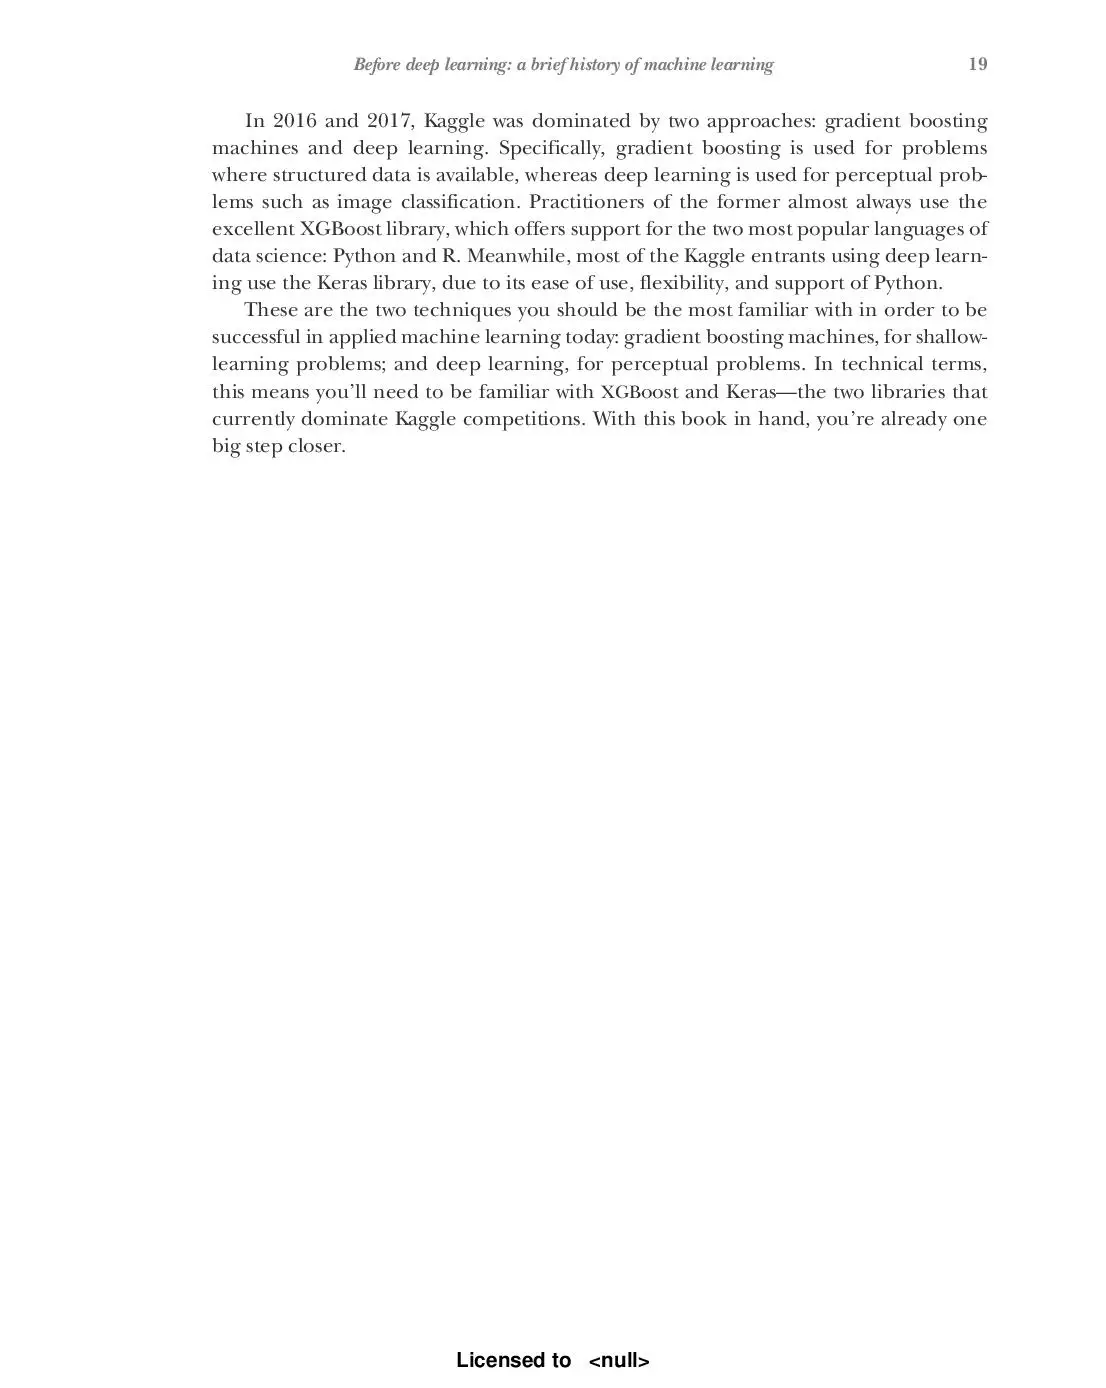 Before deep learning: a brief history of machine learning 19
In 2016 and 2017, Kaggle was dominated by two approaches: gradient boosting
machines and deep learning. Specifically, gradient boosting is used for problems
where structured data is available, whereas deep learning is used for perceptual prob-
lems such as image classification. Practitioners of the former almost always use the
excellent XGBoost library, which offers support for the two most popular languages of
data science: Python and R. Meanwhile, most of the Kaggle entrants using deep learn-
ing use the Keras library, due to its ease of use, flexibility, and support of Python.
These are the two techniques you should be the most familiar with in order to be
successful in applied machine learning today: gradient boosting machines, for shallow-
learning problems; and deep learning, for perceptual problems. In technical terms,
this means you’ll need to be familiar with XGBoost and Keras—the two libraries that
currently dominate Kaggle competitions. With this book in hand, you’re already one
big step closer.
Licensed to <null>